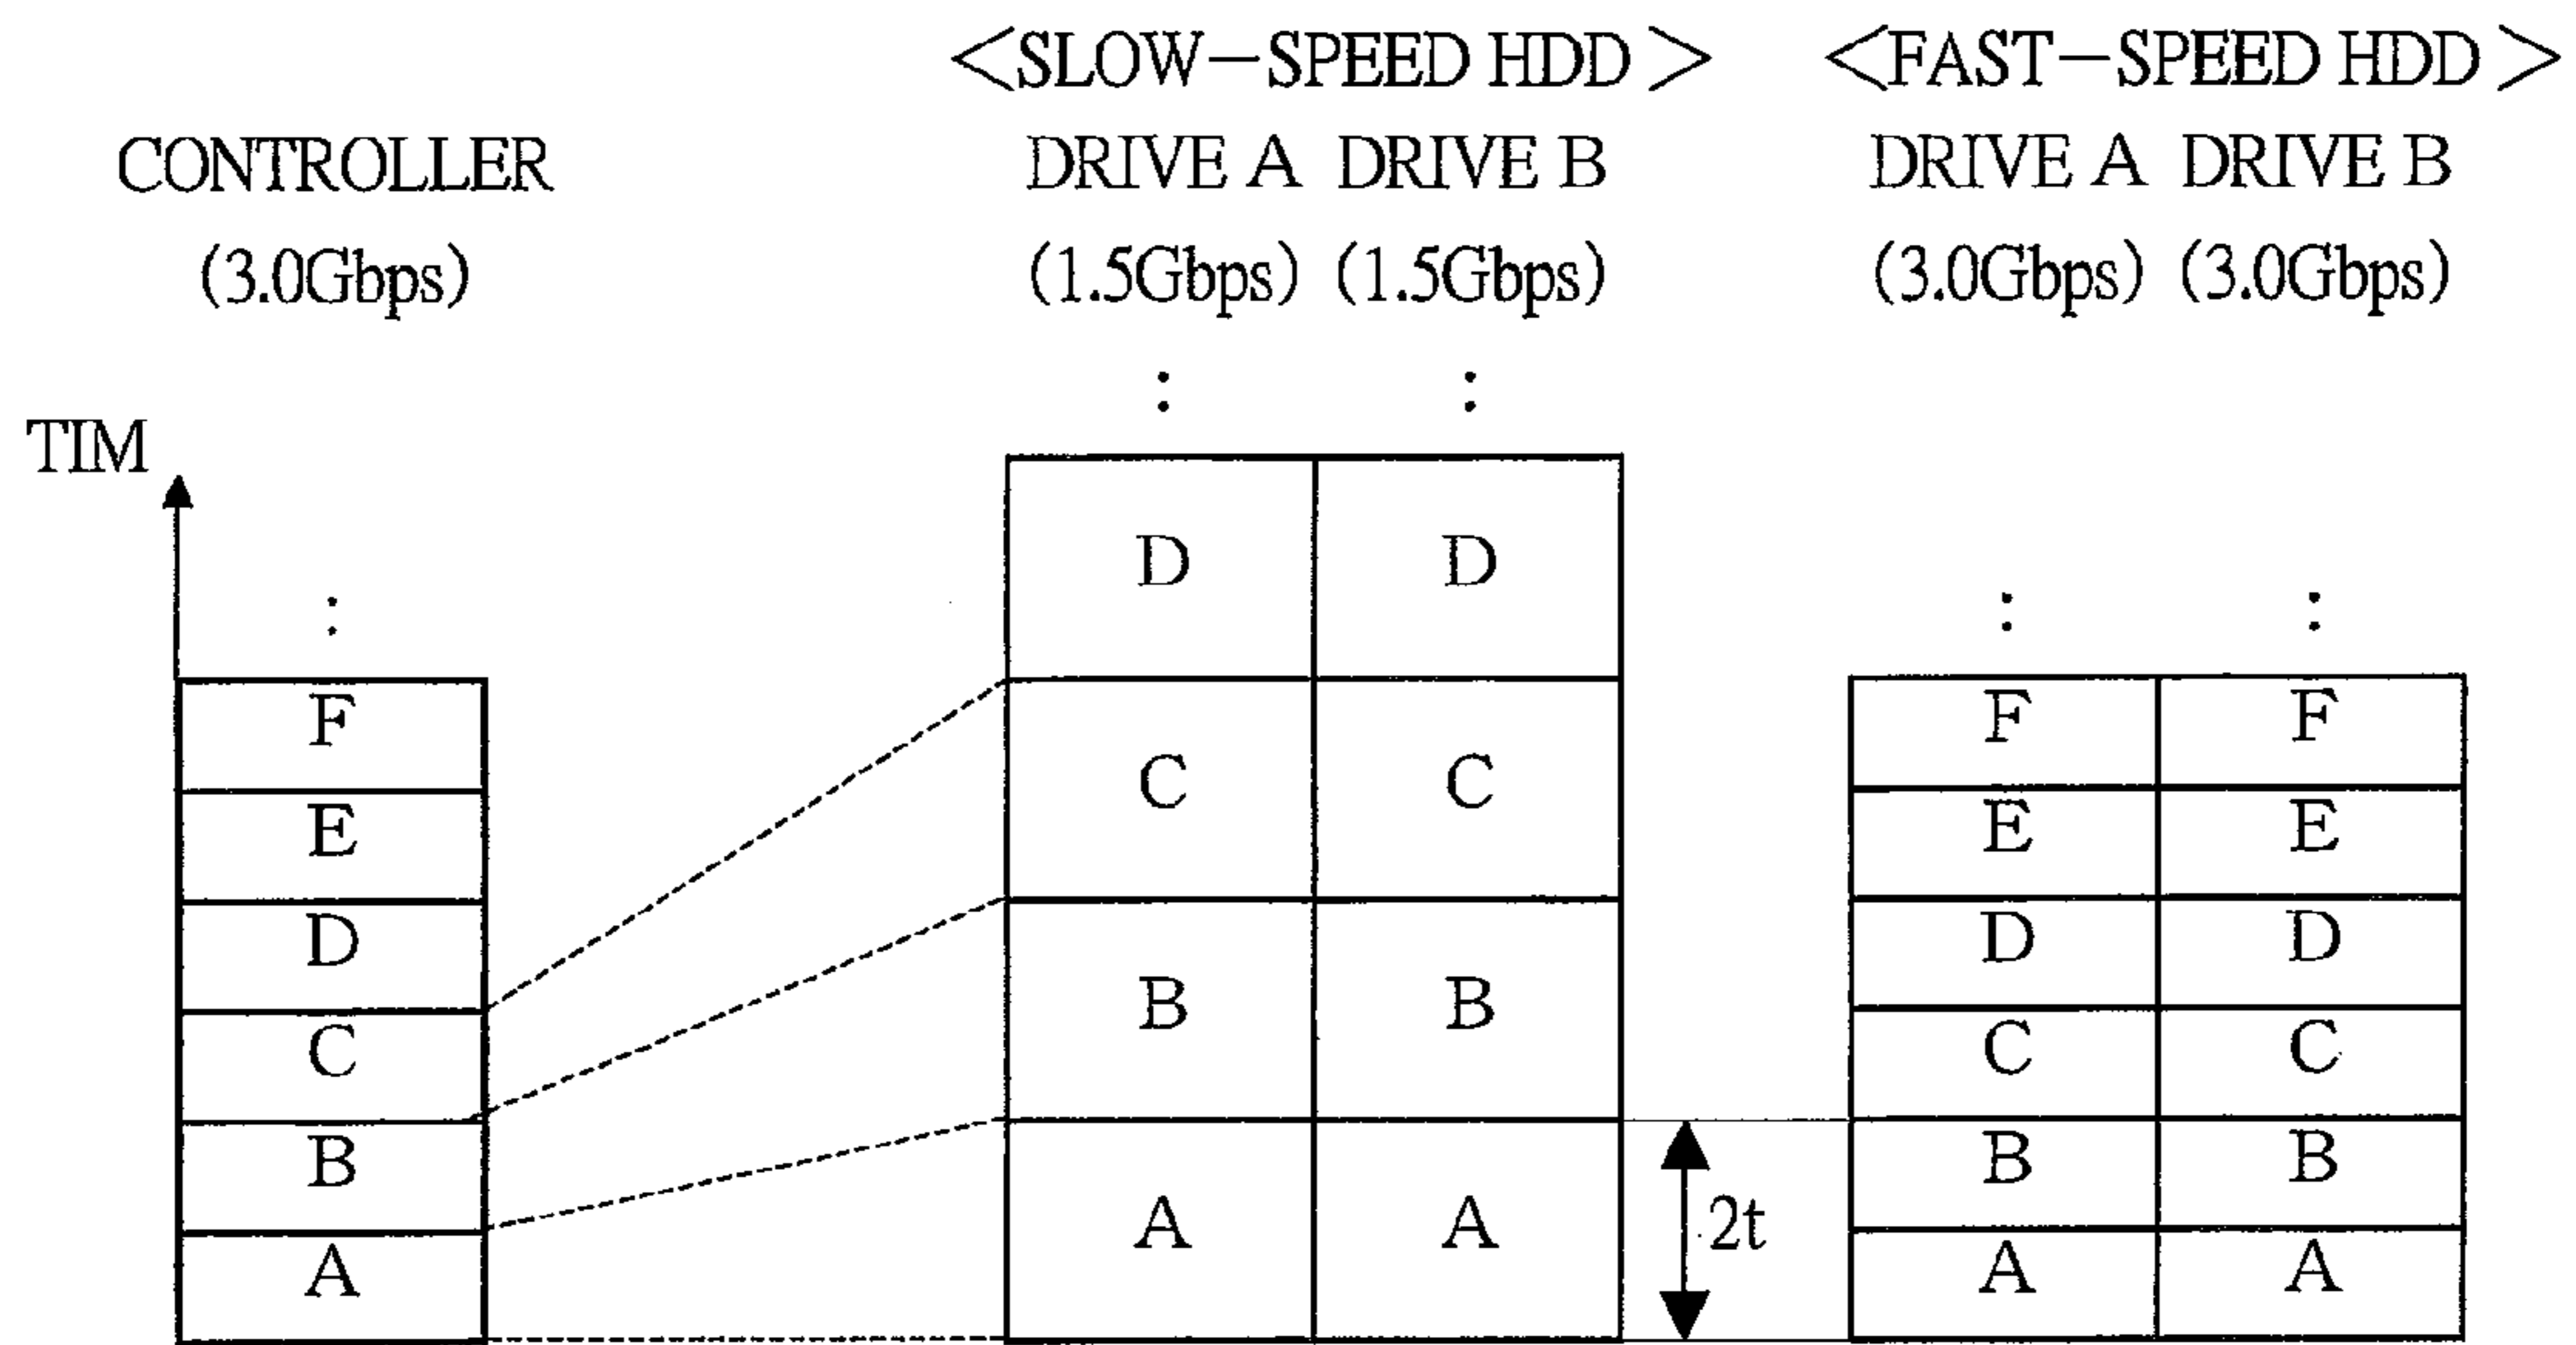 <SLOW-SPEED HDD> <FAST-SPEED HDD>
CONTROLLER DRIVE A DRIVE B DRIVE A DRIVE B
(3.0Gbps) (1.5Gbps) (1.5Gbps) (3.0Gbps) (3.0Gbps)
: :
TIM
D D
: : :
F C C F F
E E E
D B B D D
C C C
B A A 2t B B
A A A